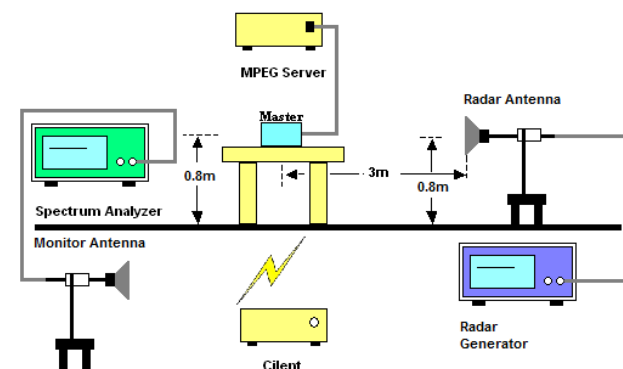 MPEG Server
Master
Radar Antenna
0.8m
3m
0.8m
Spectrum Analyzer
Monitor Antenna
Radar
Generator
Cilent